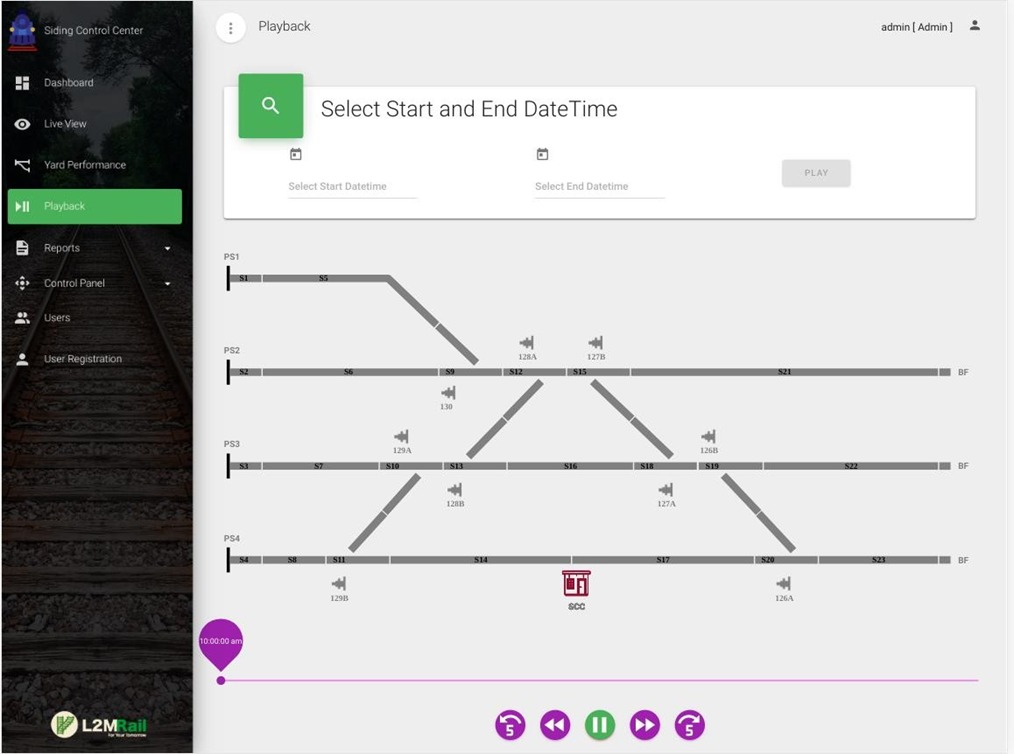 Siding Control Center
Dashboard
Live View
Yard Performance
Playback
Reports
Control Panel
Users
User Registration
L2MRail
For Your Tomorrow
Playback
admin [ Admin ]
Select Start and End DateTime
Select Start Datetime
Select End Datetime
PLAY
PS1
S1 S5
128A 127B
PS2
S2 S6 S9 S12 S15 S21 BF
130
129A 126B
PS3
S3 S7 S10 S13 S16 S18 S19 S22 BF
128B 127A
PS4
S4 S8 S11 S14 S17 S20 S23 BF
129B 126A
SCC
10:00:00 am
5 5